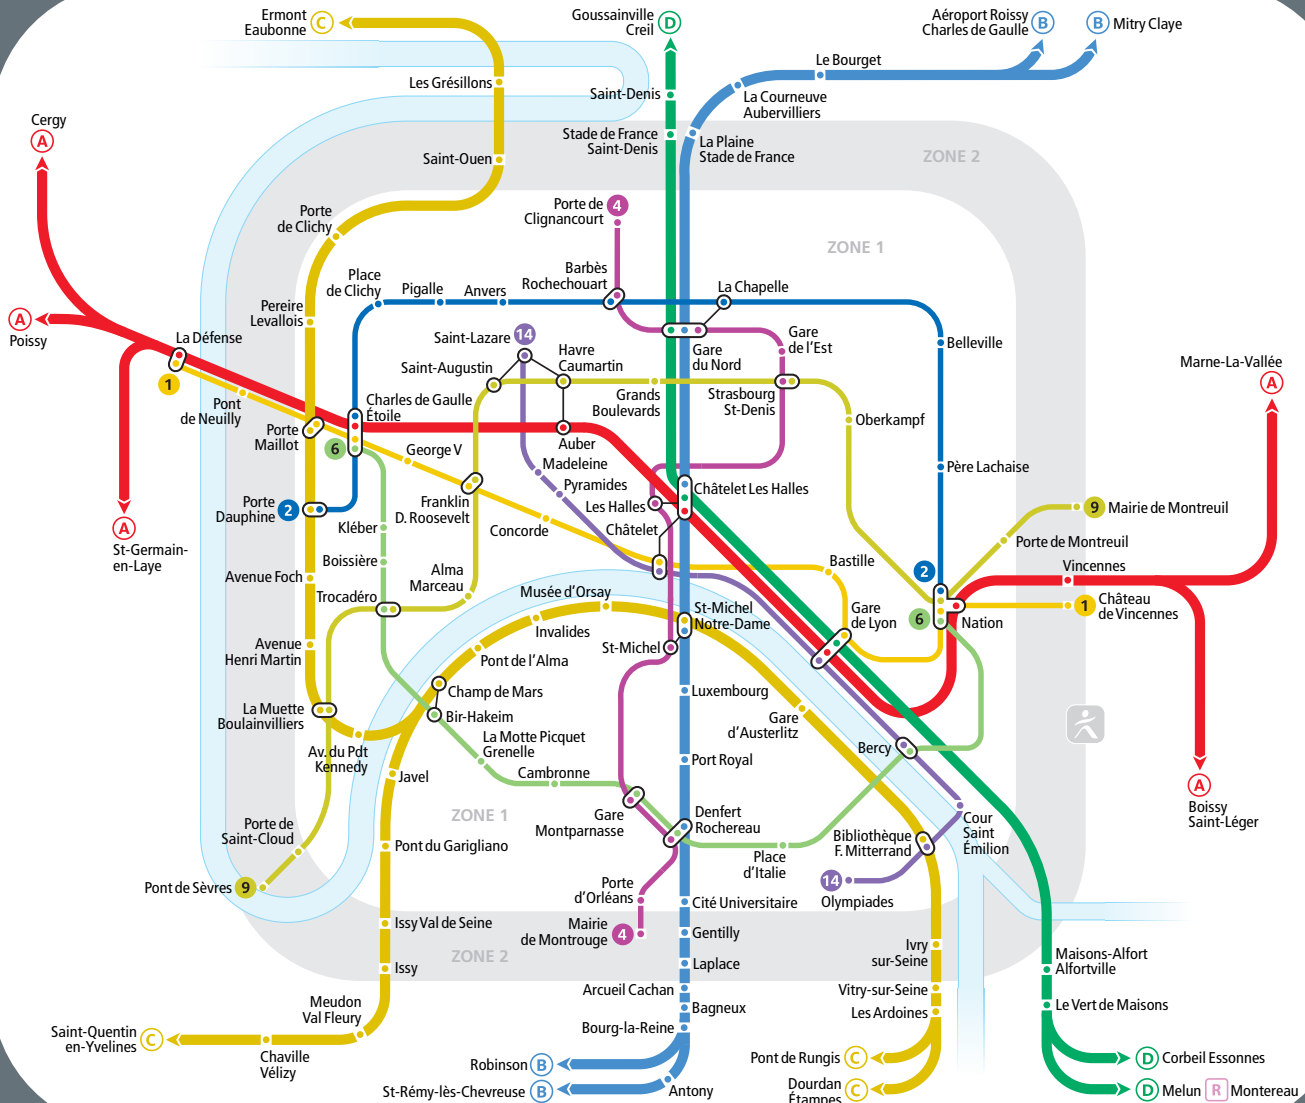 Ermont
Eaubonne
C
Goussainville
Creil
D
Aéroport Roissy
Charles de Gaulle
B
B
Mitry Claye
Le Bourget
Les Grésillons
Saint-Denis
La Courneuve
Aubervilliers
Cergy
A
Stade de France
Saint-Denis
La Plaine
Stade de France
Saint-Ouen
ZONE 2
Porte de
Clignancourt
4
Porte
de Clichy
ZONE 1
Barbès
Rochechouart
Place
de Clichy
Pigalle
Anvers
La Chapelle
Pereire
Levallois
A
Poissy
La Défense
Saint-Lazare
14
Gare
de l'Est
Belleville
Havre
Caumartin
Gare
du Nord
Marne-La-Vallée
A
Saint-Augustin
1
Pont
de Neuilly
Charles de Gaulle
Étoile
Grands
Boulevards
Strasbourg
St-Denis
Oberkampf
Porte
Maillot
6
George V
Auber
Madeleine
Pyramides
Père Lachaise
Châtelet Les Halles
Porte
Dauphine
2
Franklin
D. Roosevelt
Les Halles
9
Mairie de Montreuil
A
St-Germain-
en-Laye
Kléber
Concorde
Châtelet
Porte de Montreuil
Boissière
Bastille
2
Vincennes
Avenue Foch
Alma
Marceau
Trocadéro
Musée d'Orsay
St-Michel
Notre-Dame
Gare
de Lyon
6
Nation
1
Château
de Vincennes
Invalides
Avenue
Henri Martin
St-Michel
Pont de l'Alma
Champ de Mars
Luxembourg
La Muette
Boulainvilliers
Bir-Hakeim
Gare
d'Austerlitz
Av. du Pdt
Kennedy
La Motte Picquet
Grenelle
Bercy
Javel
Cambronne
Port Royal
A
Boissy
Saint-Léger
ZONE 1
Gare
Montparnasse
Denfert
Rochereau
Porte de
Saint-Cloud
Pont du Garigliano
Bibliothèque
F. Mitterrand
Cour
Saint
Émilion
Place
d'Italie
Pont de Sèvres
9
14
Olympiades
Porte
d'Orléans
Cité Universitaire
Issy Val de Seine
Mairie
de Montrouge
4
Gentilly
ZONE 2
Issy
Laplace
Ivry
sur-Seine
Maisons-Alfort
Alfortville
Arcueil Cachan
Vitry-sur-Seine
Meudon
Val Fleury
Bagneux
Les Ardoines
Le Vert de Maisons
Saint-Quentin
en-Yvelines
C
Bourg-la-Reine
Chaville
Vélizy
Robinson
B
Pont de Rungis
C
D
Corbeil Essonnes
St-Rémy-lès-Chevreuse
B
Antony
Dourdan
Étampes
C
D
Melun
R
Montereau